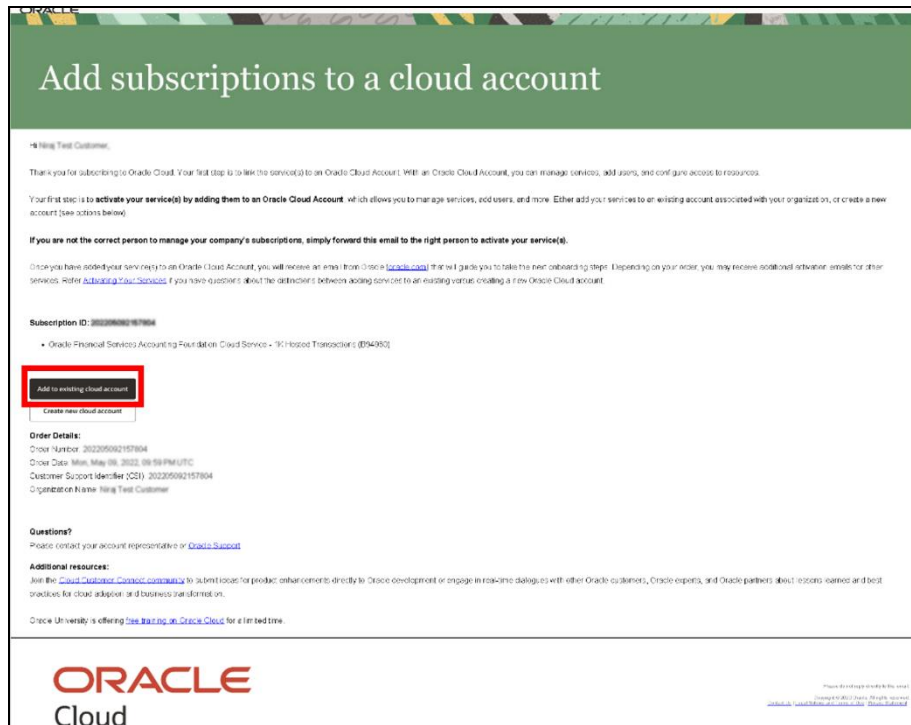 ORACLE
Add subscriptions to a cloud account
Hi Niraj Test Customer,
Thank you for subscribing to Oracle Cloud. Your first step is to link the service(s) to an Oracle Cloud Account. With an Oracle Cloud Account, you can manage services, add users, and configure access to resources.
Your first step is to activate your service(s) by adding them to an Oracle Cloud Account, which allows you to manage services, add users, and more. Either add your services to an existing account associated with your organization, or create a new
account (see options below)
If you are not the correct person to manage your company's subscriptions, simply forward this email to the right person to activate your service(s).
Once you have added your service(s) to an Oracle Cloud Account, you will receive an email from Oracle (oracle.com) that will guide you to take the next onboarding steps. Depending on your order, you may receive additional activation emails for other
services. Refer Activating Your Services if you have questions about the distinctions between adding services to an existing versus creating a new Oracle Cloud account.
Subscription ID: 202205092157804
• Oracle Financial Services Accounting Foundation Cloud Service - 1K Hosted Transactions (B94950)
Add to existing cloud account
Create new cloud account
Order Details:
Order Number: 202205092157804
Order Date: Mon, May 09, 2022, 09:59 PM UTC
Customer Support Identifier (CSI): 202205092157804
Organization Name: Niraj Test Customer
Questions?
Please contact your account representative or Oracle Support
Additional resources:
Join the Cloud Customer Connect community to submit ideas for product enhancements directly to Oracle development or engage in real-time dialogues with other Oracle customers, Oracle experts, and Oracle partners about lessons learned and best
practices for cloud adoption and business transformation.
Oracle University is offering free training on Oracle Cloud for a limited time.
ORACLE
Cloud